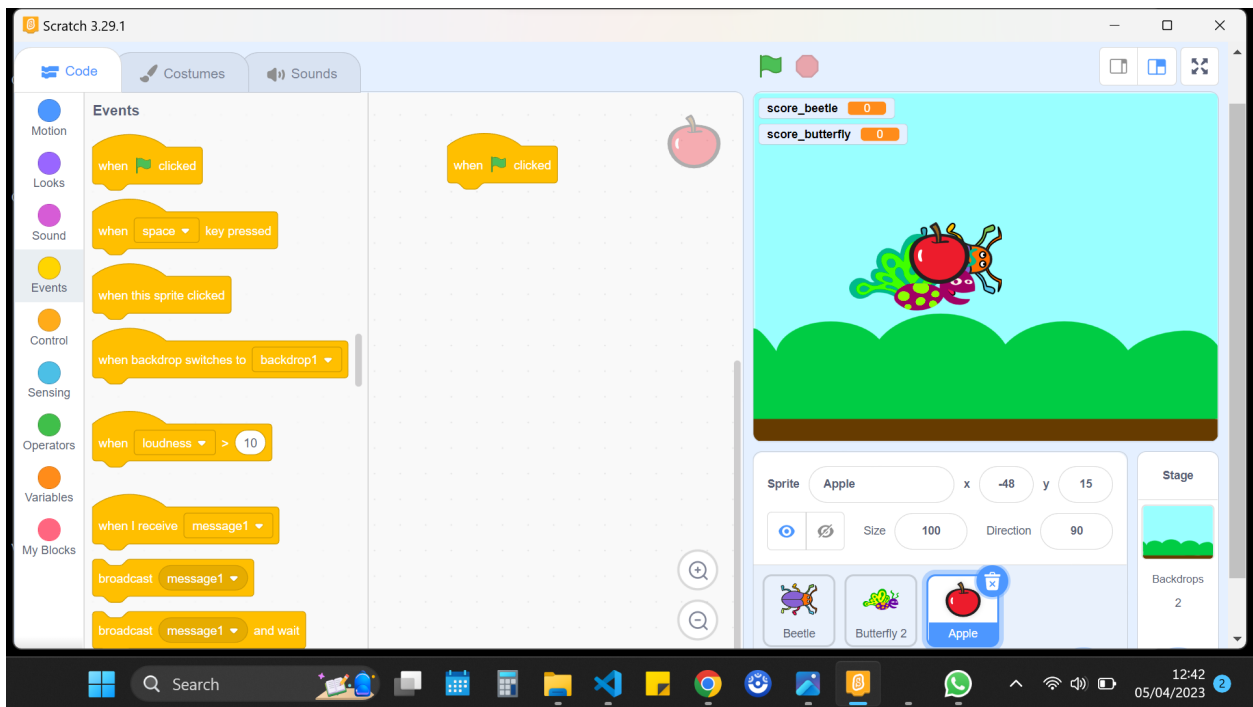 Scratch 3.29.1
Code
Costumes
Sounds
Motion
Looks
Sound
Events
Control
Sensing
Operators
Variables
My Blocks
Events
when clicked
when space key pressed
when this sprite clicked
when backdrop switches to backdrop1
when loudness > 10
when I receive message1
broadcast message1
broadcast message1 and wait
when clicked
score_beetle 0
score_butterfly 0
Sprite Apple x -48 y 15
Size 100 Direction 90
Beetle
Butterfly 2
Apple
Stage
Backdrops
2
Search
12:42
05/04/2023
2